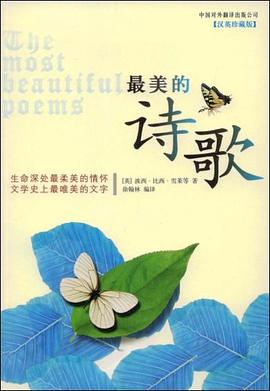 中国对外翻译出版公司
【汉英珍藏版】
The
most
beautiful
poems
最美的
诗歌
生命深处最柔美的情怀
文学史上最唯美的文字
[英] 波西·比西·雪莱等 著
徐翰林 编译